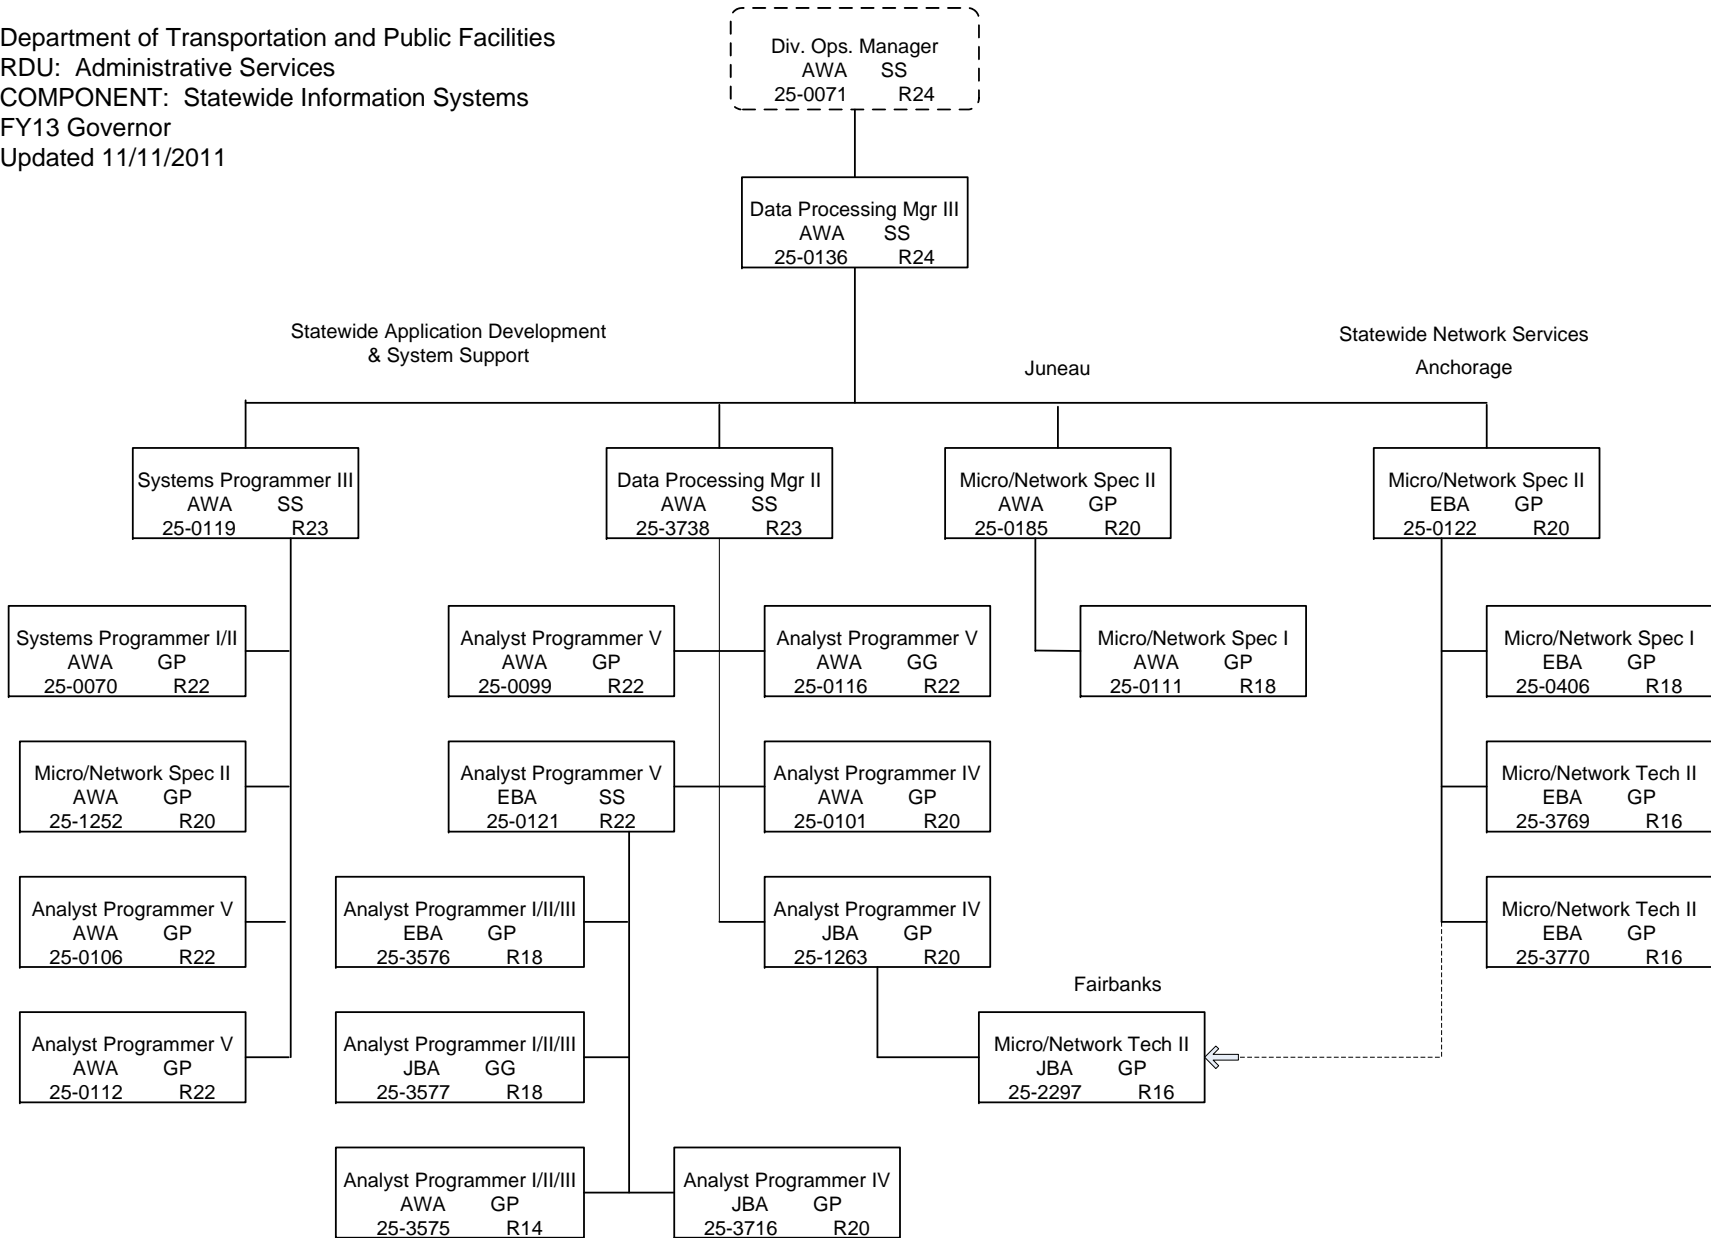 Department of Transportation and Public Facilities
RDU: Administrative Services
COMPONENT: Statewide Information Systems
FY13 Governor
Updated 11/11/2011
Div. Ops. Manager
AWA SS
25-0071 R24
Data Processing Mgr III
AWA SS
25-0136 R24
Statewide Application Development
& System Support
Juneau
Statewide Network Services
Anchorage
Systems Programmer III
AWA SS
25-0119 R23
Data Processing Mgr II
AWA SS
25-3738 R23
Micro/Network Spec II
AWA GP
25-0185 R20
Micro/Network Spec II
EBA GP
25-0122 R20
Systems Programmer I/II
AWA GP
25-0070 R22
Analyst Programmer V
AWA GP
25-0099 R22
Analyst Programmer V
AWA GG
25-0116 R22
Micro/Network Spec I
AWA GP
25-0111 R18
Micro/Network Spec I
EBA GP
25-0406 R18
Micro/Network Spec II
AWA GP
25-1252 R20
Analyst Programmer V
EBA SS
25-0121 R22
Analyst Programmer IV
AWA GP
25-0101 R20
Micro/Network Tech II
EBA GP
25-3769 R16
Analyst Programmer V
AWA GP
25-0106 R22
Analyst Programmer I/II/III
EBA GP
25-3576 R18
Analyst Programmer IV
JBA GP
25-1263 R20
Micro/Network Tech II
EBA GP
25-3770 R16
Fairbanks
Analyst Programmer V
AWA GP
25-0112 R22
Analyst Programmer I/II/III
JBA GG
25-3577 R18
Micro/Network Tech II
JBA GP
25-2297 R16
Analyst Programmer I/II/III
AWA GP
25-3575 R14
Analyst Programmer IV
JBA GP
25-3716 R20